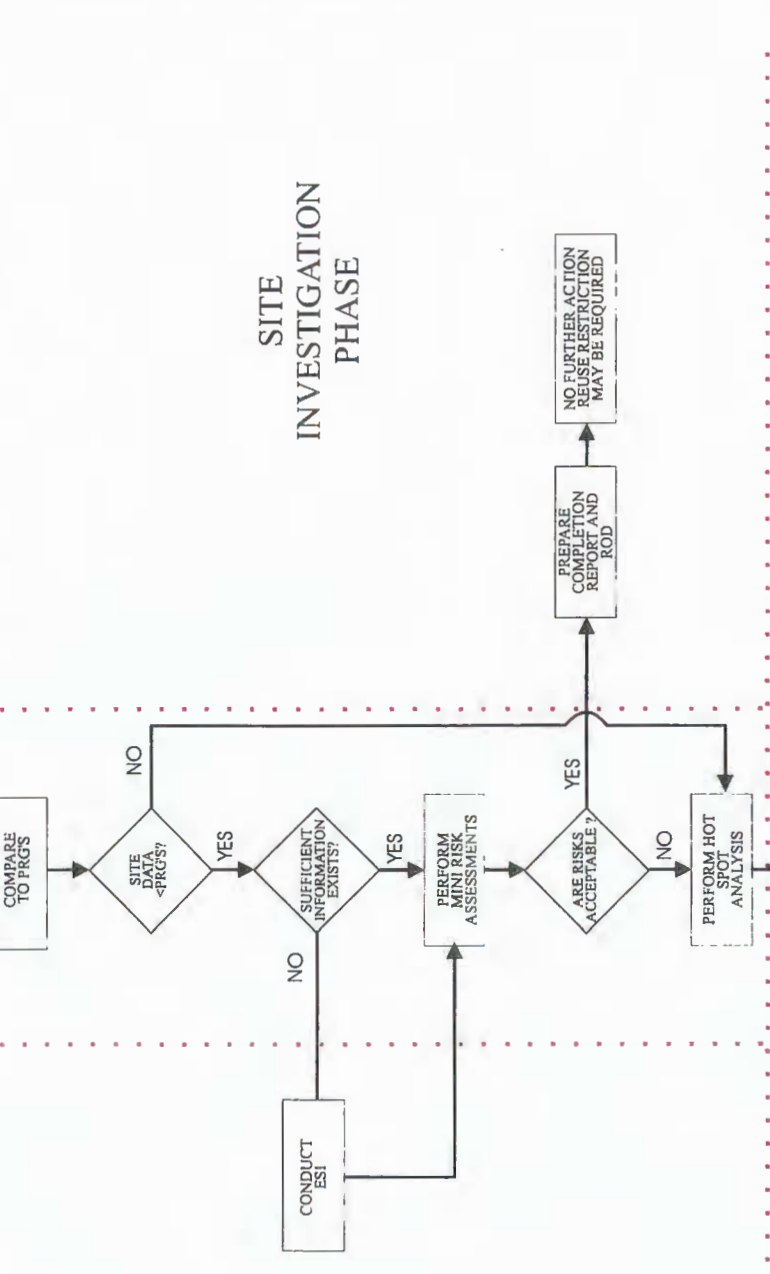 SITE
INVESTIGATION
PHASE
COMPARE
TO PRG'S
SITE
DATA
<PRG'S?
NO
YES
SUFFICIENT
INFORMATION
EXISTS?
NO
YES
CONDUCT
ESI
PERFORM
MINI RISK
ASSESSMENTS
ARE RISKS
ACCEPTABLE ?
YES
NO
PREPARE
COMPLETION
REPORT AND
ROD
NO FURTHER ACTION
REUSE RESTRICTION
MAY BE REQUIRED
PERFORM HOT
SPOT
ANALYSIS